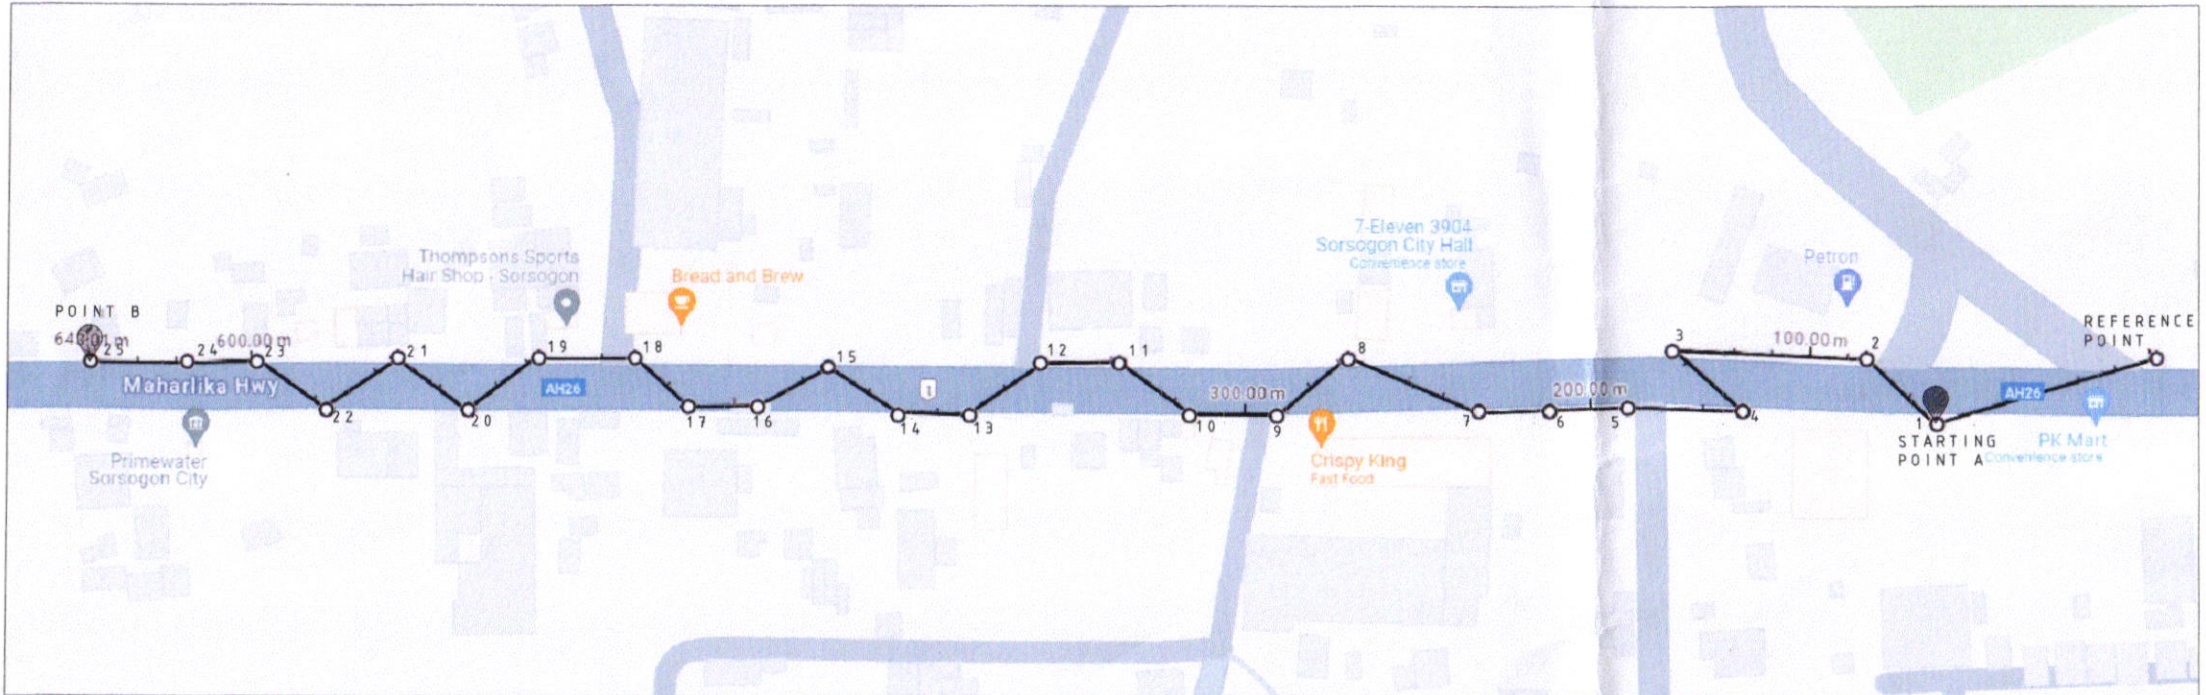 7-Eleven 3904
Sorsogon City Hall
Convenience store
Thompsons Sports
Hair Shop - Sorsogon
Bread and Brew
Petron
POINT B
REFERENCE
POINT
25
24
600.00 m
23
21
19
18
15
12
11
8
3
100.00 m
2
Maharlika Hwy
AH26
1
300.00 m
200.00 m
AH26
22
20
17
16
14
13
10
9
7
6
5
4
1
STARTING
POINT A
PK Mart
Convenience store
Primewater
Sorsogon City
Crispy King
Fast Food